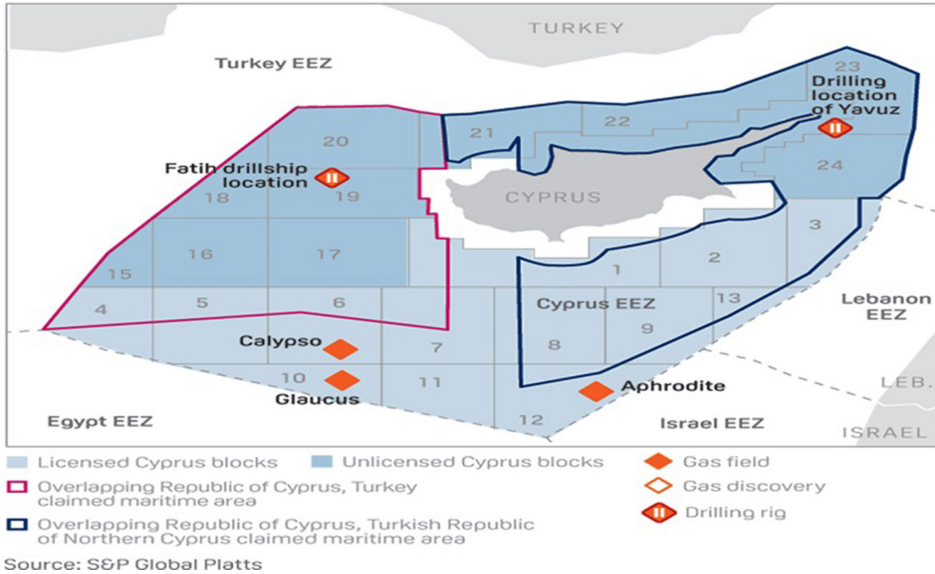 TURKEY
Turkey EEZ
23
Drilling
location
of Yavuz
22
21
20
Fatih drillship
location
24
18
19
CYPRUS
3
16
17
2
15
1
Lebanon
EEZ
4
5
6
Cyprus EEZ
13
9
Calypso
7
8
LEB.
10
11
Aphrodite
Glaucus
12
Egypt EEZ
Israel EEZ
ISRAEL
Licensed Cyprus blocks
Unlicensed Cyprus blocks
Gas field
Overlapping Republic of Cyprus, Turkey
claimed maritime area
Gas discovery
Drilling rig
Overlapping Republic of Cyprus, Turkish Republic
of Northern Cyprus claimed maritime area
Source: S&P Global Platts